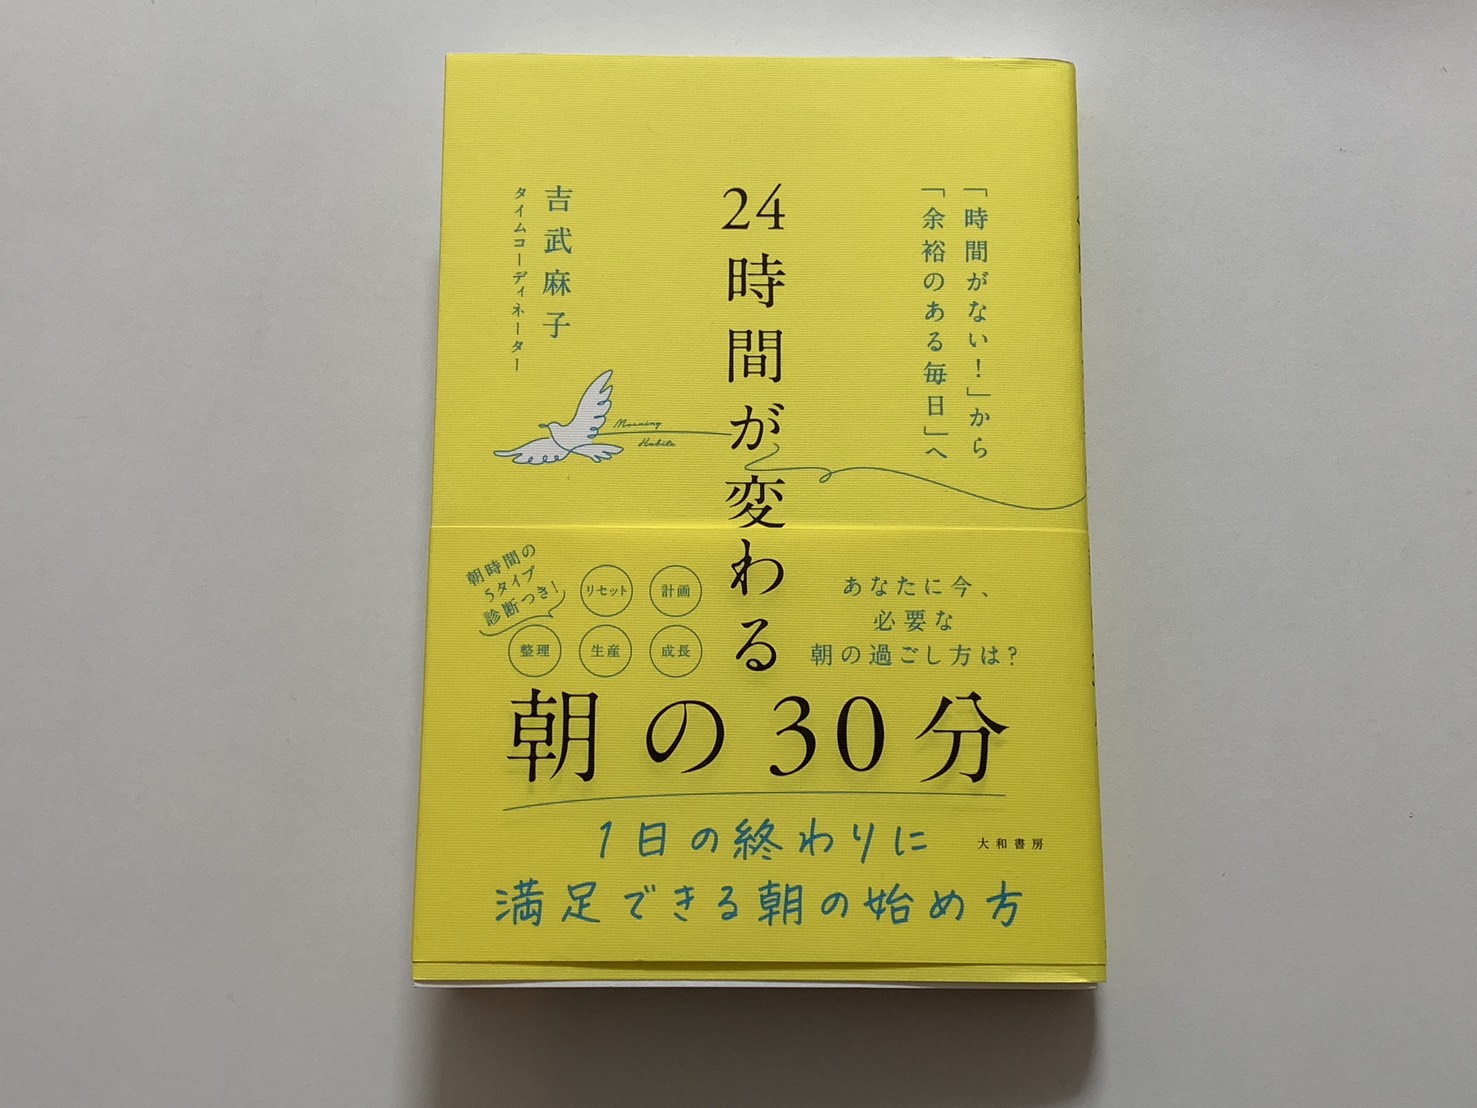 「時間がない！」から
「余裕のある毎日」へ
24時間が変わる
朝の30分
吉武麻子
タイムコーディネーター
Morning
Habits
あなたに今、
必要な
朝の過ごし方は？
朝時間の
5タイプ
診断つき！
リセット
計画
整理
生産
成長
1日の終わりに
満足できる朝の始め方
大和書房